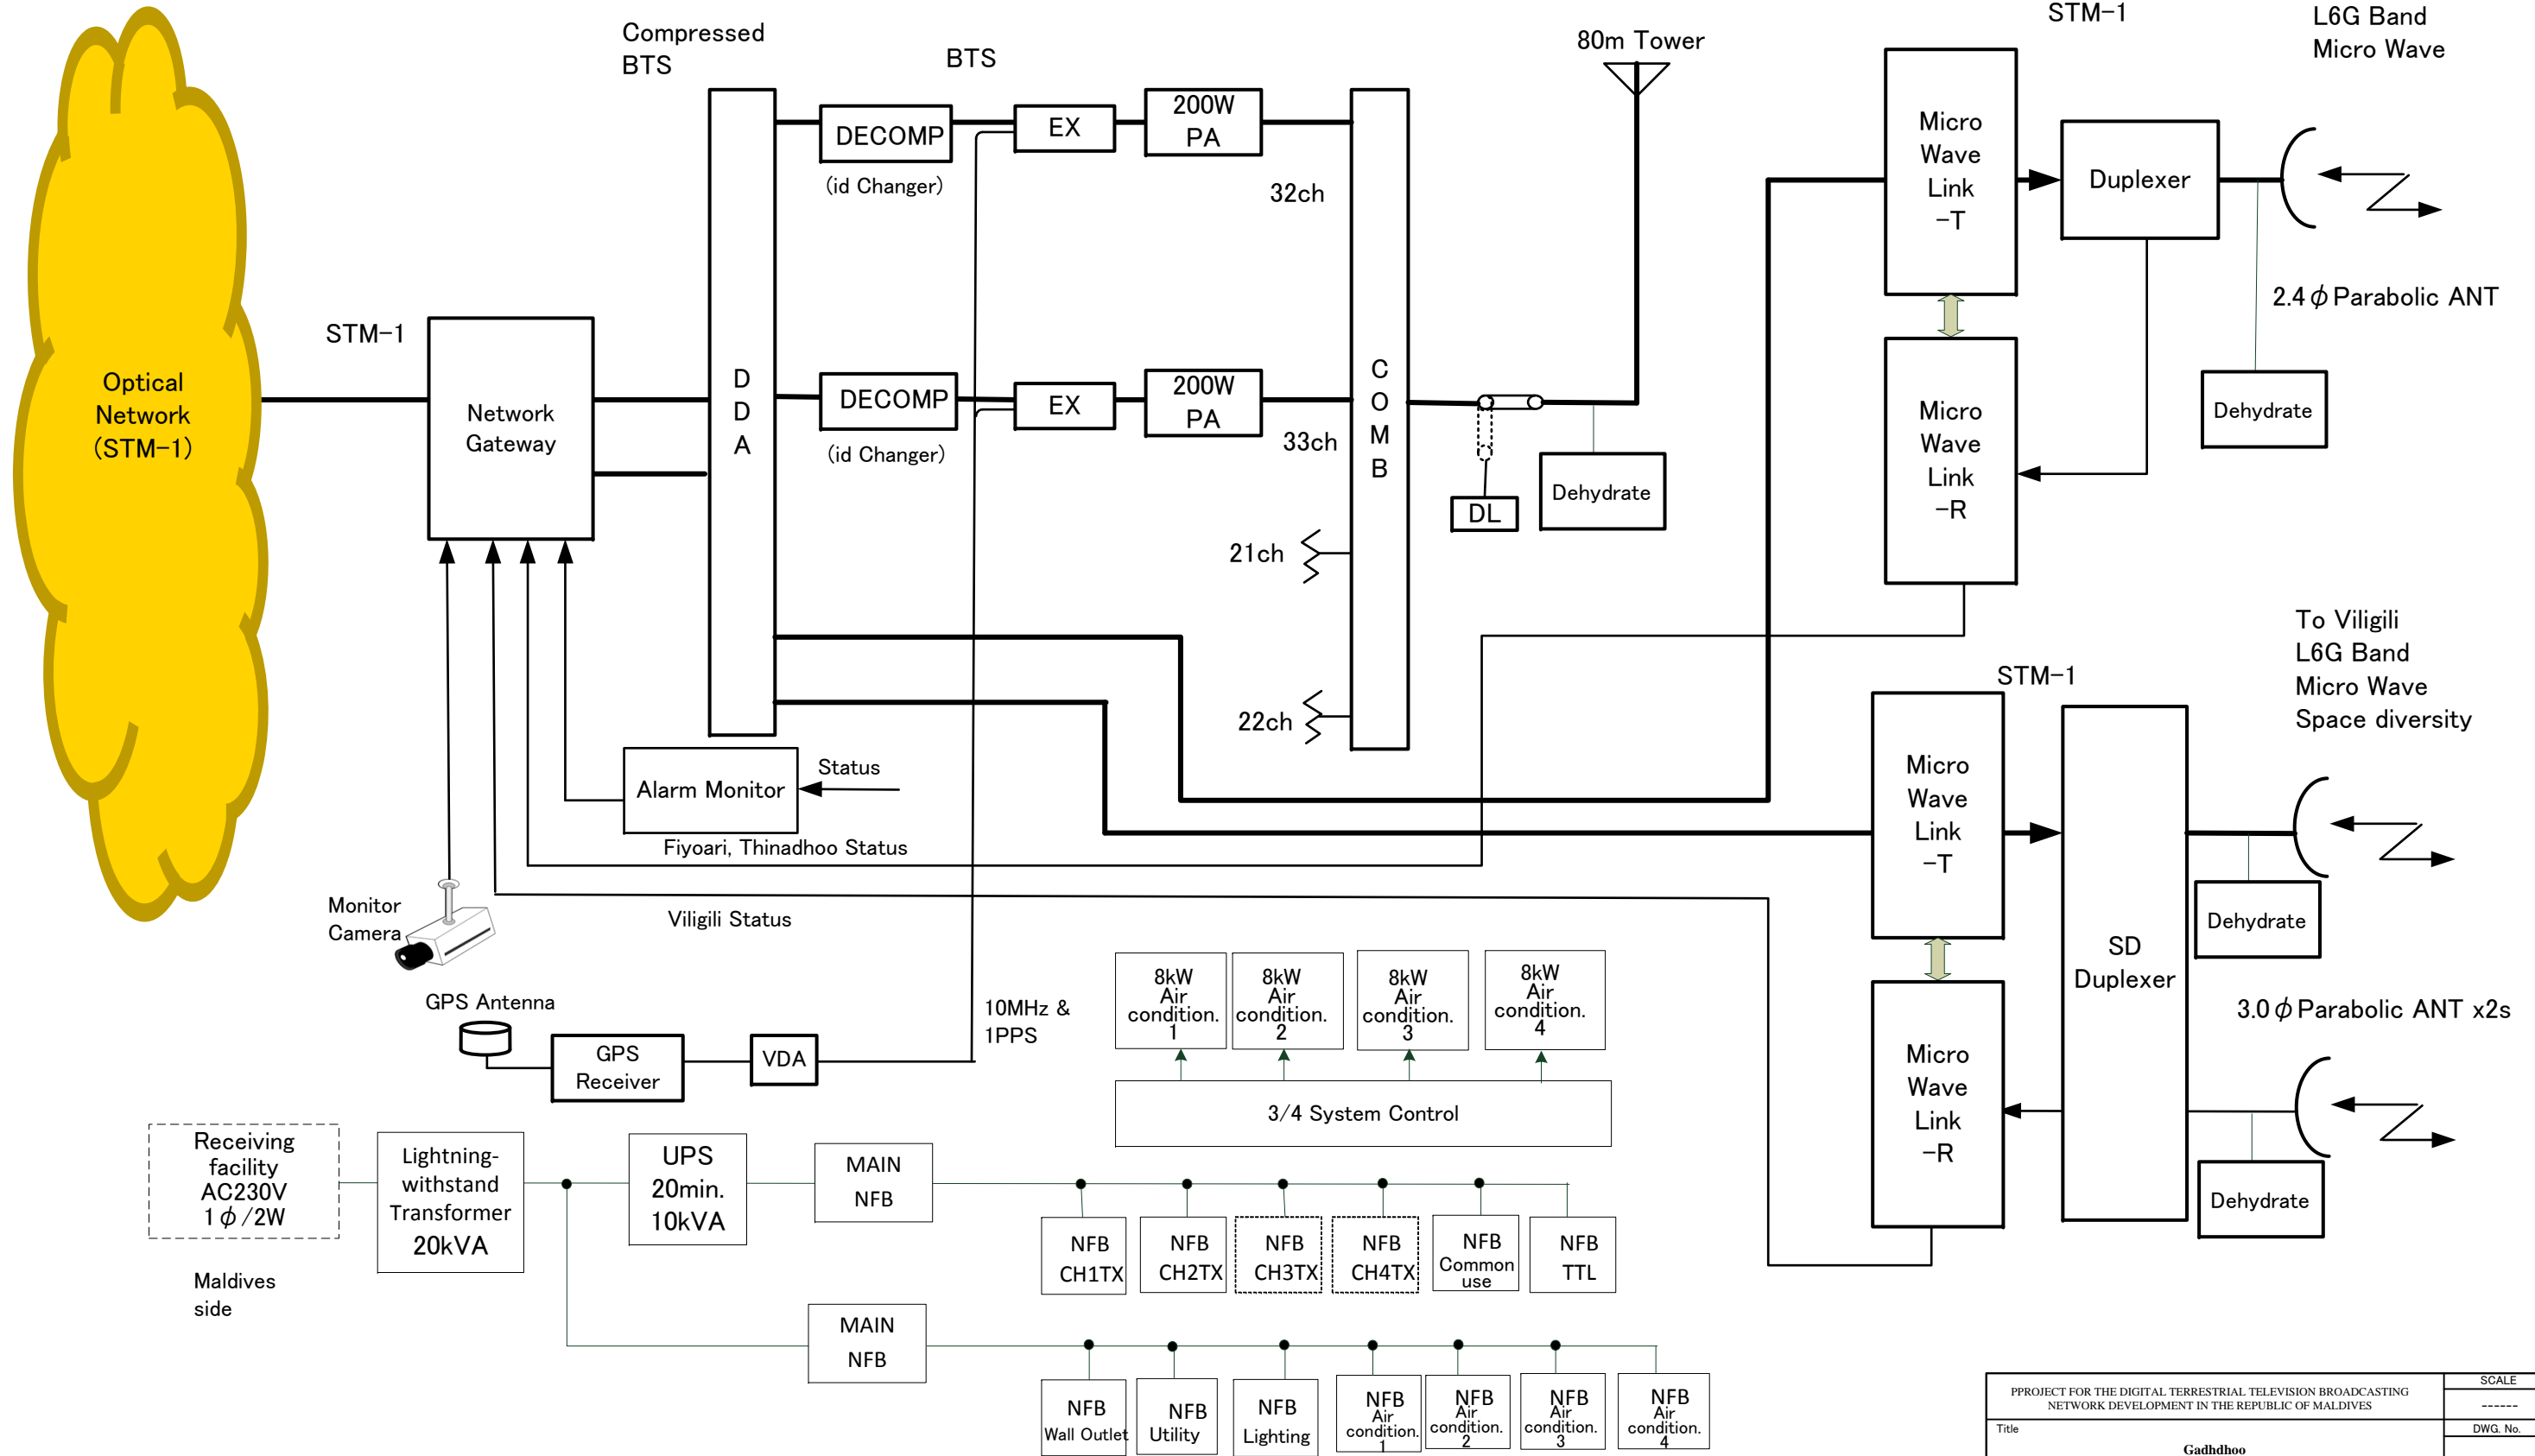 STM-1
L6G Band
Micro Wave
Compressed
BTS
BTS
80m Tower
DECOMP
EX
200W
PA
(id Changer)
32ch
Micro
Wave
Link
-T
Duplexer
2.4φParabolic ANT
STM-1
Optical
Network
(STM-1)
Network
Gateway
D
D
A
DECOMP
EX
200W
PA
(id Changer)
33ch
C
O
M
B
DL
Dehydrate
Micro
Wave
Link
-R
Dehydrate
21ch
22ch
To Viligili
L6G Band
Micro Wave
Space diversity
STM-1
Alarm Monitor
Status
Fiyoari, Thinadhoo Status
Micro
Wave
Link
-T
SD
Duplexer
Dehydrate
Monitor
Camera
Viligili Status
3.0φParabolic ANT x2s
GPS Antenna
GPS
Receiver
VDA
10MHz &
1PPS
8kW
Air
condition.
1
8kW
Air
condition.
2
8kW
Air
condition.
3
8kW
Air
condition.
4
3/4 System Control
Micro
Wave
Link
-R
Dehydrate
Receiving
facility
AC230V
1φ/2W
Maldives
side
Lightning-
withstand
Transformer
20kVA
UPS
20min.
10kVA
MAIN
NFB
NFB
CH1TX
NFB
CH2TX
NFB
CH3TX
NFB
CH4TX
NFB
Common
use
NFB
TTL
MAIN
NFB
NFB
Wall Outlet
NFB
Utility
NFB
Lighting
NFB
Air
condition.
1
NFB
Air
condition.
2
NFB
Air
condition.
3
NFB
Air
condition.
4
PPROJECT FOR THE DIGITAL TERRESTRIAL TELEVISION BROADCASTING
NETWORK DEVELOPMENT IN THE REPUBLIC OF MALDIVES
SCALE
------
Title
DWG. No.
Gadhdhoo